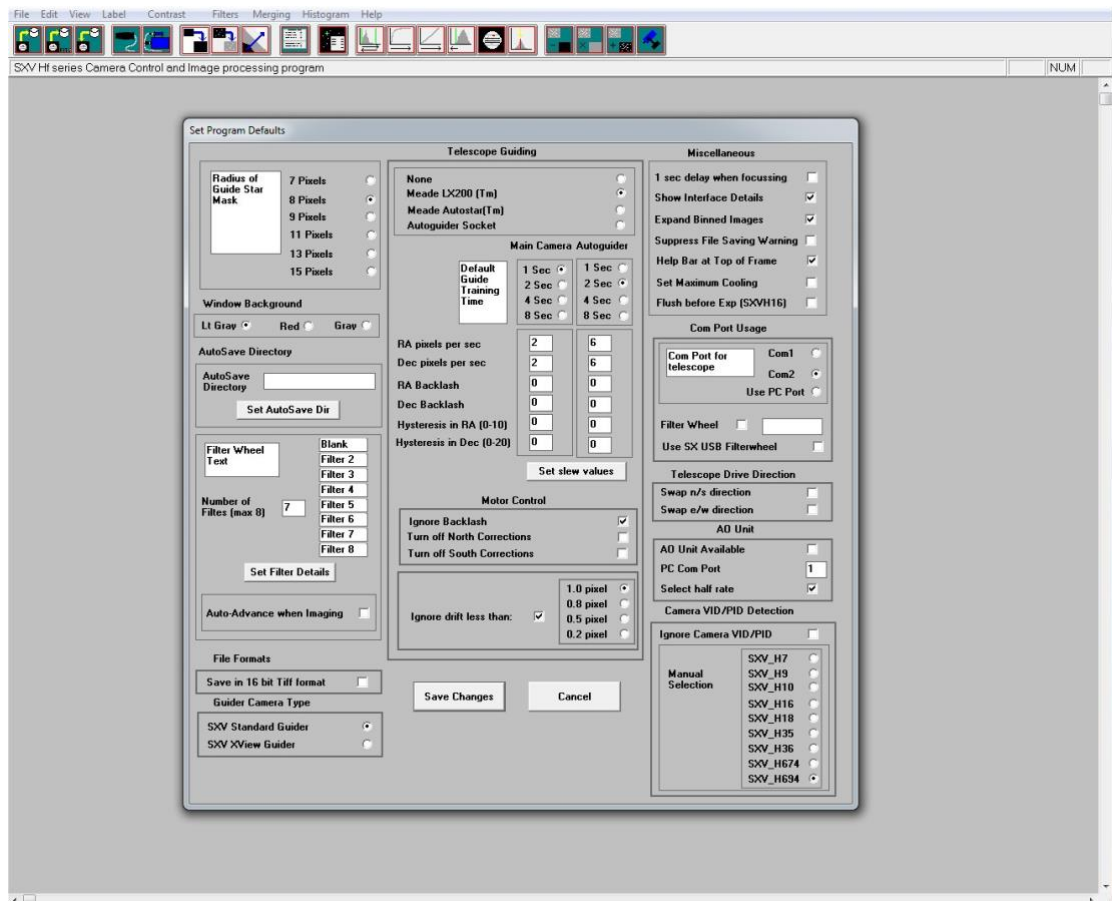 File Edit View Label Contrast Filters Merging Histogram Help
SXV Hf series Camera Control and Image processing program
NUM
Set Program Defaults
Radius of
Guide Star
Mask
7 Pixels
8 Pixels
9 Pixels
11 Pixels
13 Pixels
15 Pixels
Window Background
Lt Gray Red Gray
AutoSave Directory
AutoSave
Directory
Set AutoSave Dir
Filter Wheel
Text
Number of
Filtes (max 8)
7
Blank
Filter 2
Filter 3
Filter 4
Filter 5
Filter 6
Filter 7
Filter 8
Set Filter Details
Auto-Advance when Imaging
File Formats
Save in 16 bit Tiff format
Guider Camera Type
SXV Standard Guider
SXV XView Guider
Telescope Guiding
None
Meade LX200 (Tm)
Meade Autostar(Tm)
Autoguider Socket
Main Camera Autoguider
Default
Guide
Training
Time
1 Sec 1 Sec
2 Sec 2 Sec
4 Sec 4 Sec
8 Sec 8 Sec
RA pixels per sec 2 6
Dec pixels per sec 2 6
RA Backlash 0 0
Dec Backlash 0 0
Hysteresis in RA (0-10) 0 0
Hysteresis in Dec (0-20) 0 0
Set slew values
Motor Control
Ignore Backlash
Turn off North Corrections
Turn off South Corrections
Ignore drift less than:
1.0 pixel
0.8 pixel
0.5 pixel
0.2 pixel
Save Changes
Cancel
Miscellaneous
1 sec delay when focussing
Show Interface Details
Expand Binned Images
Suppress File Saving Warning
Help Bar at Top of Frame
Set Maximum Cooling
Flush before Exp (SXVH16)
Com Port Usage
Com Port for
telescope
Com1
Com2
Use PC Port
Filter Wheel
Use SX USB Filterwheel
Telescope Drive Direction
Swap n/s direction
Swap e/w direction
AO Unit
AO Unit Available
PC Com Port 1
Select half rate
Camera VID/PID Detection
Ignore Camera VID/PID
Manual
Selection
SXV_H7
SXV_H9
SXV_H10
SXV_H16
SXV_H18
SXV_H35
SXV_H36
SXV_H674
SXV_H694